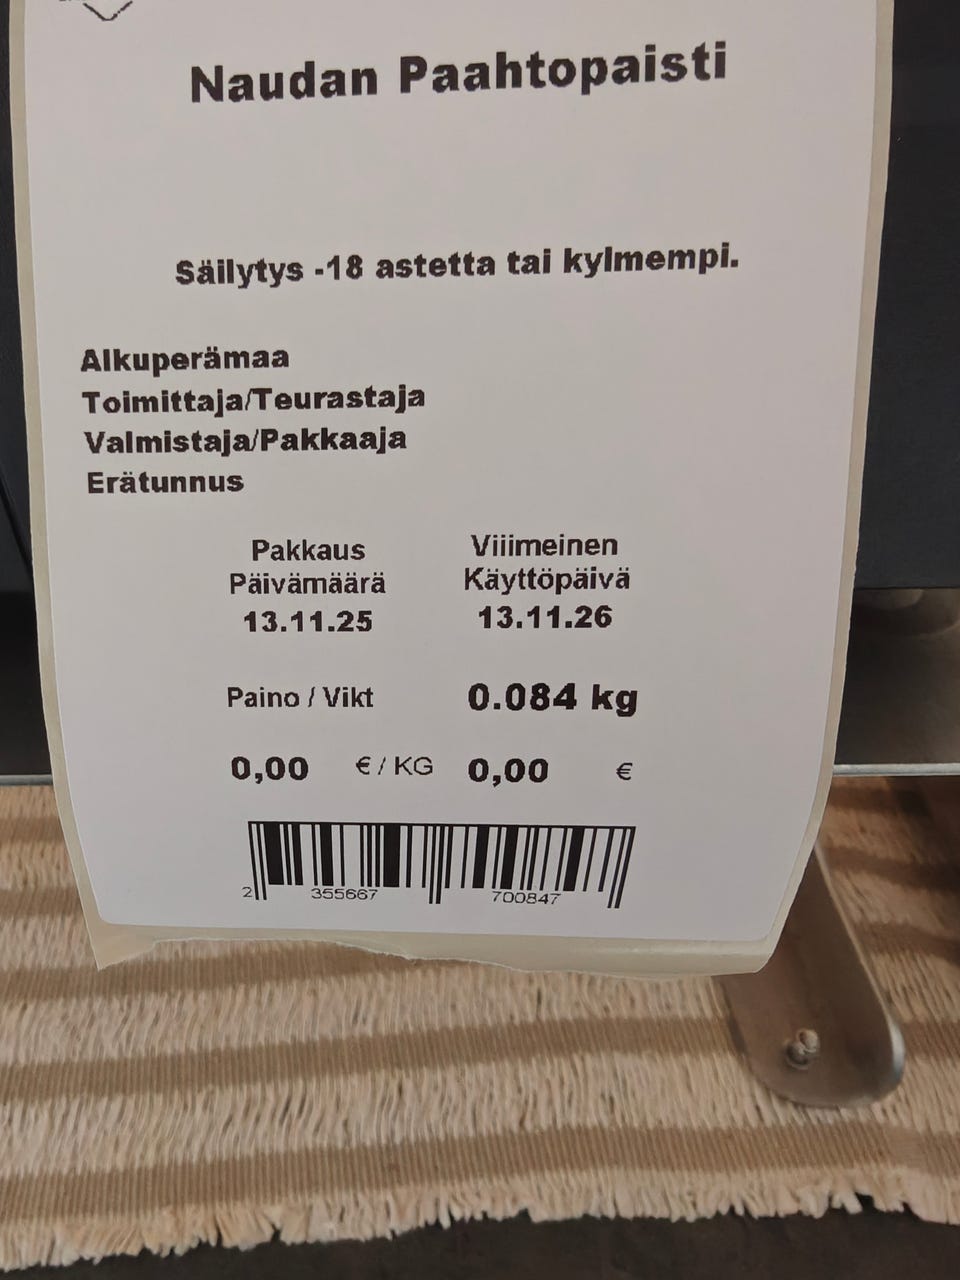 Naudan Paahtopaisti
Säilytys -18 astetta tai kylmempi.
Alkuperämaa
Toimittaja/Teurastaja
Valmistaja/Pakkaaja
Erätunnus
Pakkaus Päivämäärä
13.11.25
Viiimeinen Käyttöpäivä
13.11.26
Paino / Vikt 0.084 kg
0,00 €/KG 0,00 €
2 355667 700847